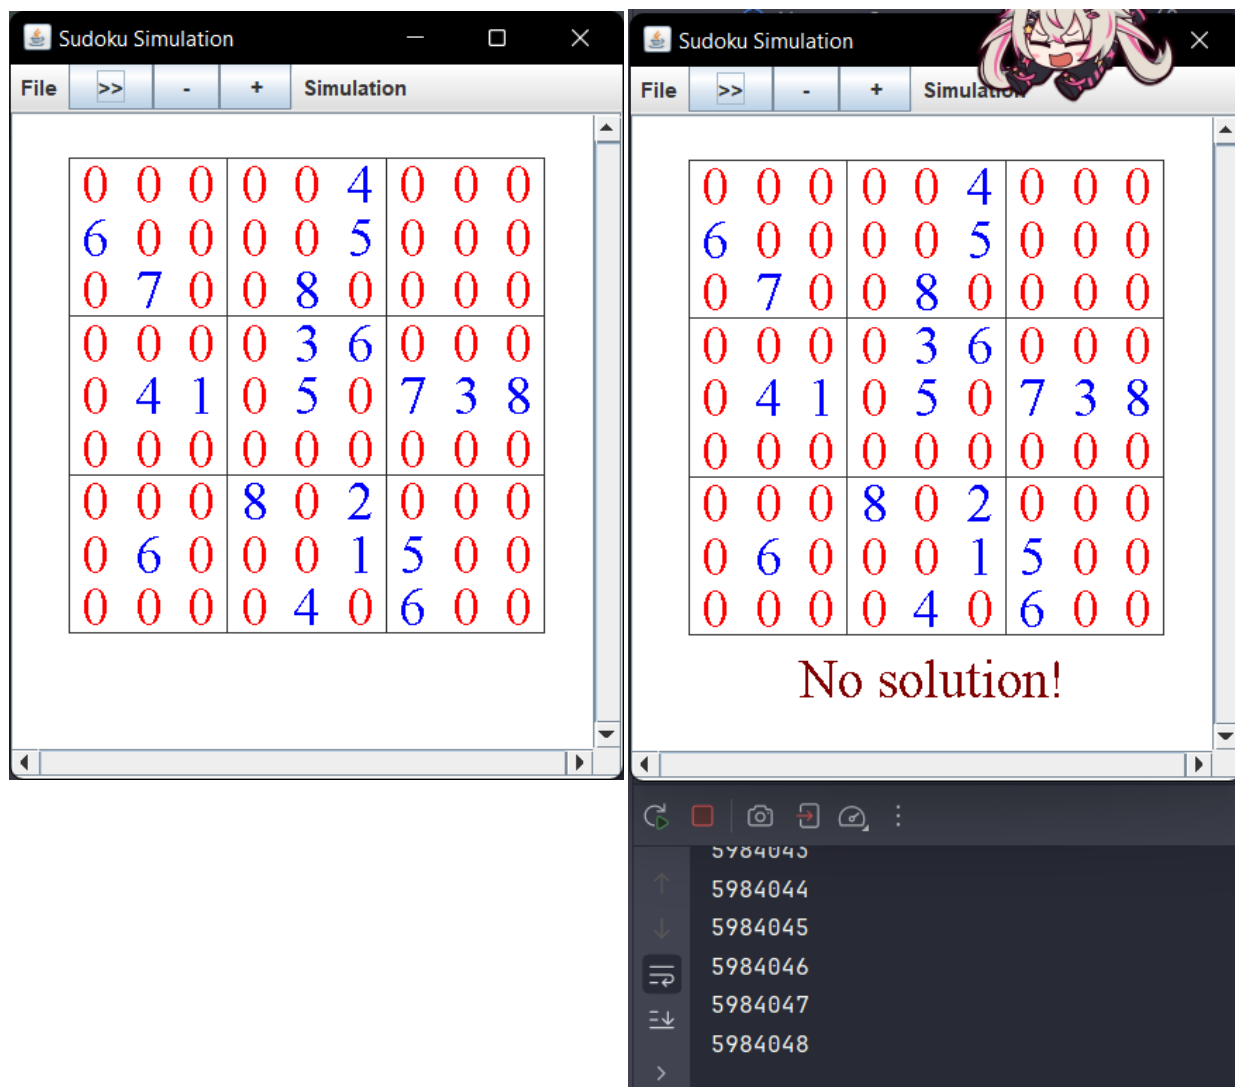 Sudoku Simulation
File >> - + Simulation
0 0 0 0 0 4 0 0 0
6 0 0 0 0 5 0 0 0
0 7 0 0 8 0 0 0 0
0 0 0 0 3 6 0 0 0
0 4 1 0 5 0 7 3 8
0 0 0 0 0 0 0 0 0
0 0 0 8 0 2 0 0 0
0 6 0 0 0 1 5 0 0
0 0 0 0 4 0 6 0 0
Sudoku Simulation
File >> - + Simulation
0 0 0 0 0 4 0 0 0
6 0 0 0 0 5 0 0 0
0 7 0 0 8 0 0 0 0
0 0 0 0 3 6 0 0 0
0 4 1 0 5 0 7 3 8
0 0 0 0 0 0 0 0 0
0 0 0 8 0 2 0 0 0
0 6 0 0 0 1 5 0 0
0 0 0 0 4 0 6 0 0
No solution!
5984043
5984044
5984045
5984046
5984047
5984048